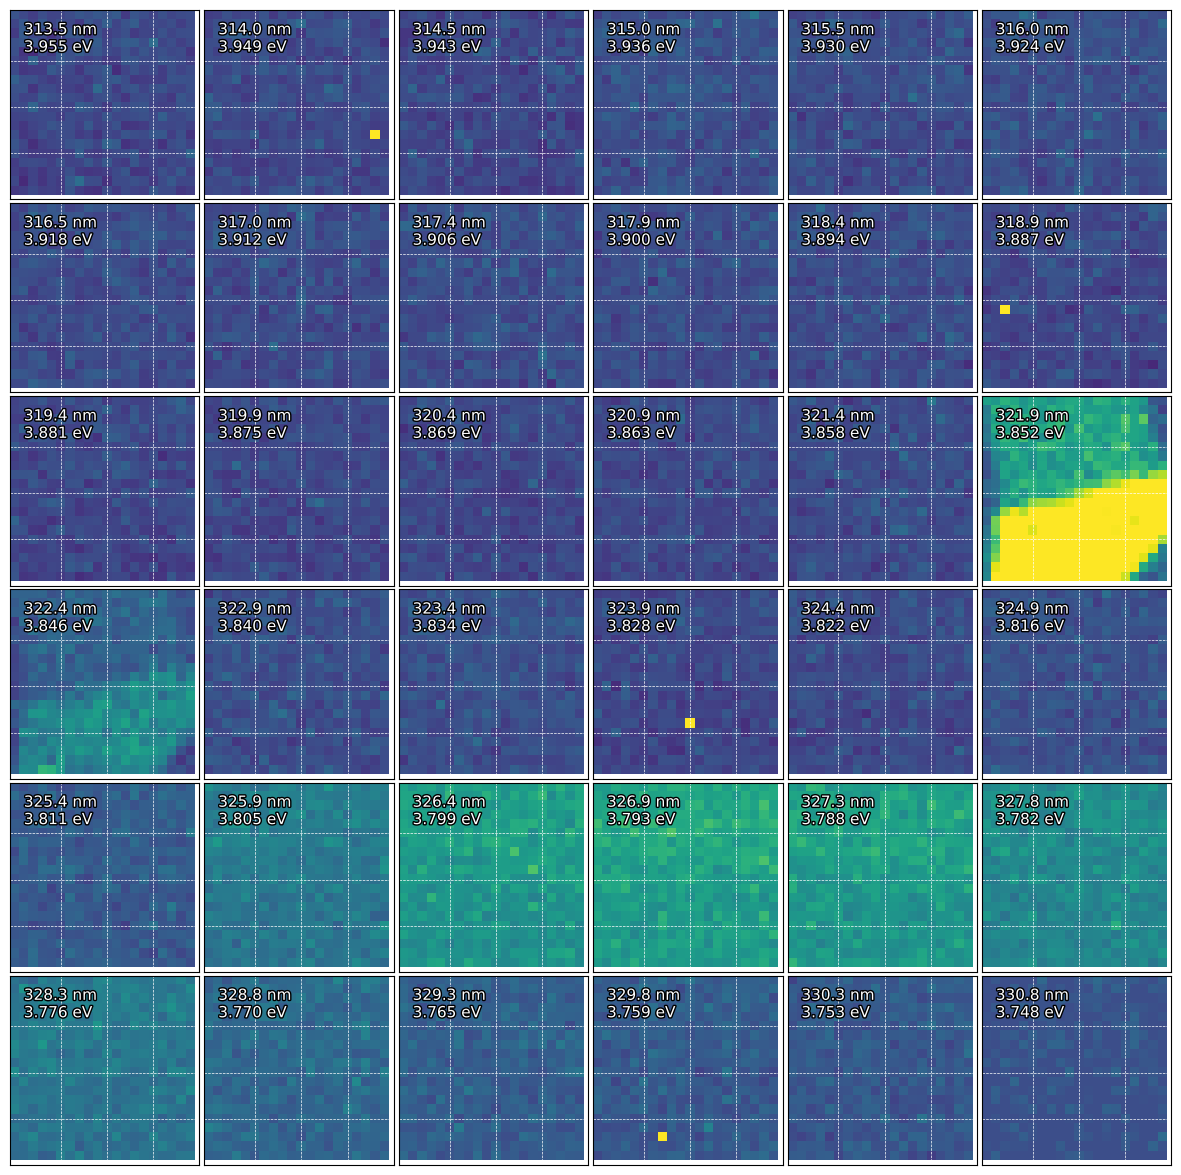 313.5 nm
3.955 eV
314.0 nm
3.949 eV
314.5 nm
3.943 eV
315.0 nm
3.936 eV
315.5 nm
3.930 eV
316.0 nm
3.924 eV
316.5 nm
3.918 eV
317.0 nm
3.912 eV
317.4 nm
3.906 eV
317.9 nm
3.900 eV
318.4 nm
3.894 eV
318.9 nm
3.887 eV
319.4 nm
3.881 eV
319.9 nm
3.875 eV
320.4 nm
3.869 eV
320.9 nm
3.863 eV
321.4 nm
3.858 eV
321.9 nm
3.852 eV
322.4 nm
3.846 eV
322.9 nm
3.840 eV
323.4 nm
3.834 eV
323.9 nm
3.828 eV
324.4 nm
3.822 eV
324.9 nm
3.816 eV
325.4 nm
3.811 eV
325.9 nm
3.805 eV
326.4 nm
3.799 eV
326.9 nm
3.793 eV
327.3 nm
3.788 eV
327.8 nm
3.782 eV
328.3 nm
3.776 eV
328.8 nm
3.770 eV
329.3 nm
3.765 eV
329.8 nm
3.759 eV
330.3 nm
3.753 eV
330.8 nm
3.748 eV